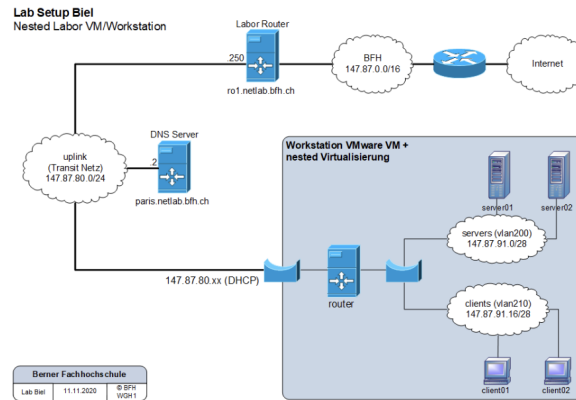 Lab Setup Biel
Nested Labor VM/Workstation
Labor Router
.250
ro1.netlab.bfh.ch
BFH
147.87.0.0/16
Internet
DNS Server
.2
paris.netlab.bfh.ch
uplink
(Transit Netz)
147.87.80.0/24
Workstation VMware VM +
nested Virtualisierung
server01
server02
servers (vlan200)
147.87.91.0/28
147.87.80.xx (DHCP)
router
clients (vlan210)
147.87.91.16/28
client01
client02
Berner Fachhochschule
Lab Biel
11.11.2020
© BFH
WGH1